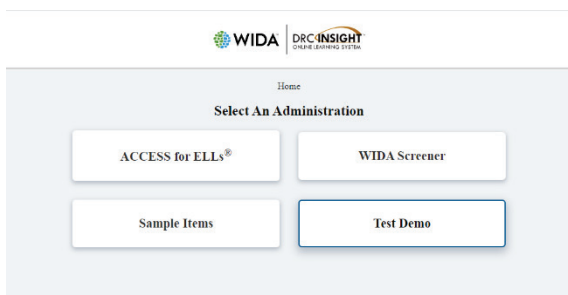 WIDA DRC INSIGHT
ONLINE LEARNING SYSTEM
Home
Select An Administration
ACCESS for ELLs® WIDA Screener
Sample Items Test Demo